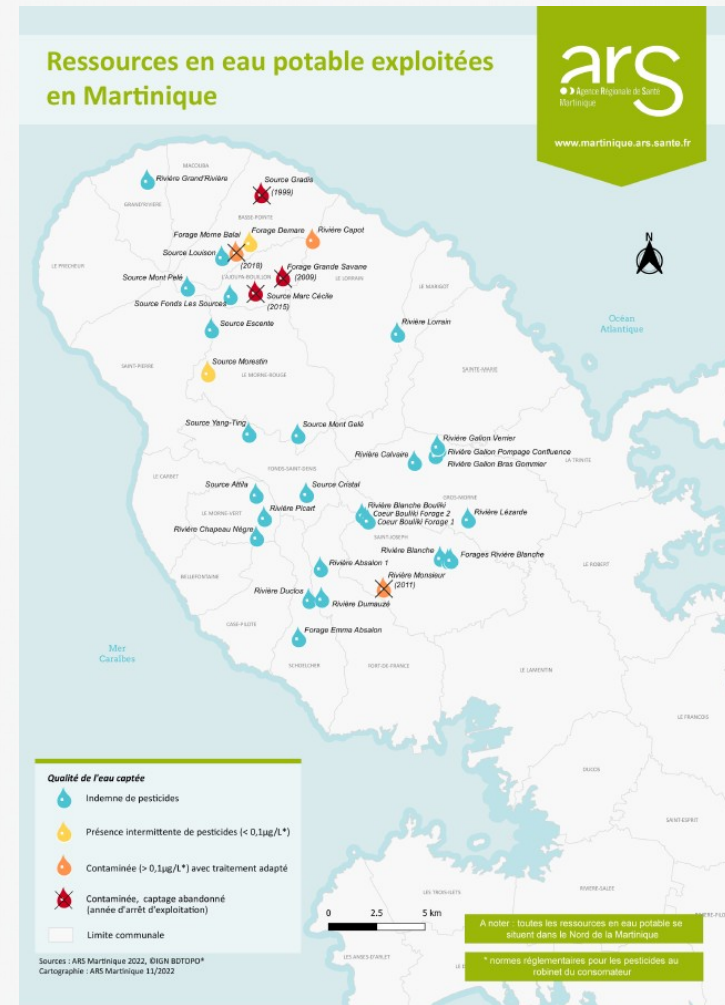 Ressources en eau potable exploitées
en Martinique
ars
Agence Régionale de Santé
Martinique
www.martinique.ars.sante.fr
MACOUBA
Rivière Grand'Rivière
Source Gradis
(1999)
GRAND'RIVIERE
BASSE-POINTE
Forage Morne Balai
Forage Demare
Rivière Capot
Source Louison
(2018)
LE PRECHEUR
L'AJOUPA-BOUILLON
Forage Grande Savane
(2009)
LE LORRAIN
Source Mont Pelé
Source Marc Cécile
(2015)
Source Fonds Les Sources
LE MARIGOT
N
Source Escente
Rivière Lorrain
Océan
Atlantique
SAINT-PIERRE
Source Morestin
LE MORNE-ROUGE
SAINTE-MARIE
Source Yang-Ting
Source Mont Gelé
Rivière Galion Verrier
Rivière Calvaire
Rivière Galion Pompage Confluence
Rivière Galion Bras Gommier
LA TRINITE
FONDS-SAINT-DENIS
LE CARBET
Source Attila
Source Cristal
GROS-MORNE
LE MORNE-VERT
Rivière Picart
Rivière Blanche Bouliki
Coeur Bouliki Forage 2
Coeur Bouliki Forage 1
Rivière Lézarde
Rivière Chapeau Nègre
SAINT-JOSEPH
Rivière Blanche
Forages Rivière Blanche
LE ROBERT
Rivière Absalon 1
BELLEFONTAINE
Rivière Monsieur
(2011)
Rivière Duclos
Rivière Dumauzé
CASE-PILOTE
Forage Emma Absalon
Mer
Caraïbes
SCHOELCHER
FORT-DE-FRANCE
LE LAMENTIN
LE FRANCOIS
DUCOS
SAINT-ESPRIT
Qualité de l'eau captée
Indemne de pesticides
Présence intermittente de pesticides (< 0,1µg/L*)
Contaminée (> 0,1µg/L*) avec traitement adapté
Contaminée, captage abandonné
(année d'arrêt d'exploitation)
Limite communale
LES TROIS-ILETS
RIVIERE-SALEE
0 2.5 5 km
LES ANSES-D'ARLET
A noter : toutes les ressources en eau potable se
situent dans le Nord de la Martinique
* normes réglementaires pour les pesticides au
robinet du consomateur
Sources : ARS Martinique 2022, ©IGN BDTOPO*
Cartographie : ARS Martinique 11/2022